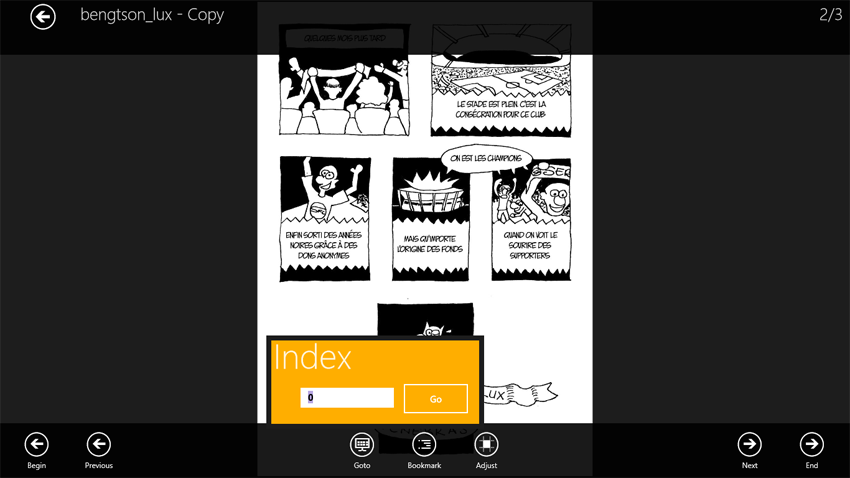 bengtson_lux - Copy
2/3
QUELQUES MOIS PLUS TARD
LE STADE EST PLEIN. C'EST LA
CONSÉCRATION POUR CE CLUB
ON EST LES CHAMPIONS
ENFIN SORTI DES ANNÉES
NOIRES GRÂCE À DES
DONS ANONYMES
MAIS QU'IMPORTE
L'ORIGINE DES FONDS
QUAND ON VOIT LE
SOURIRE DES
SUPPORTERS
Index
0
Go
LUX
Begin
Previous
Goto
Bookmark
Adjust
Next
End